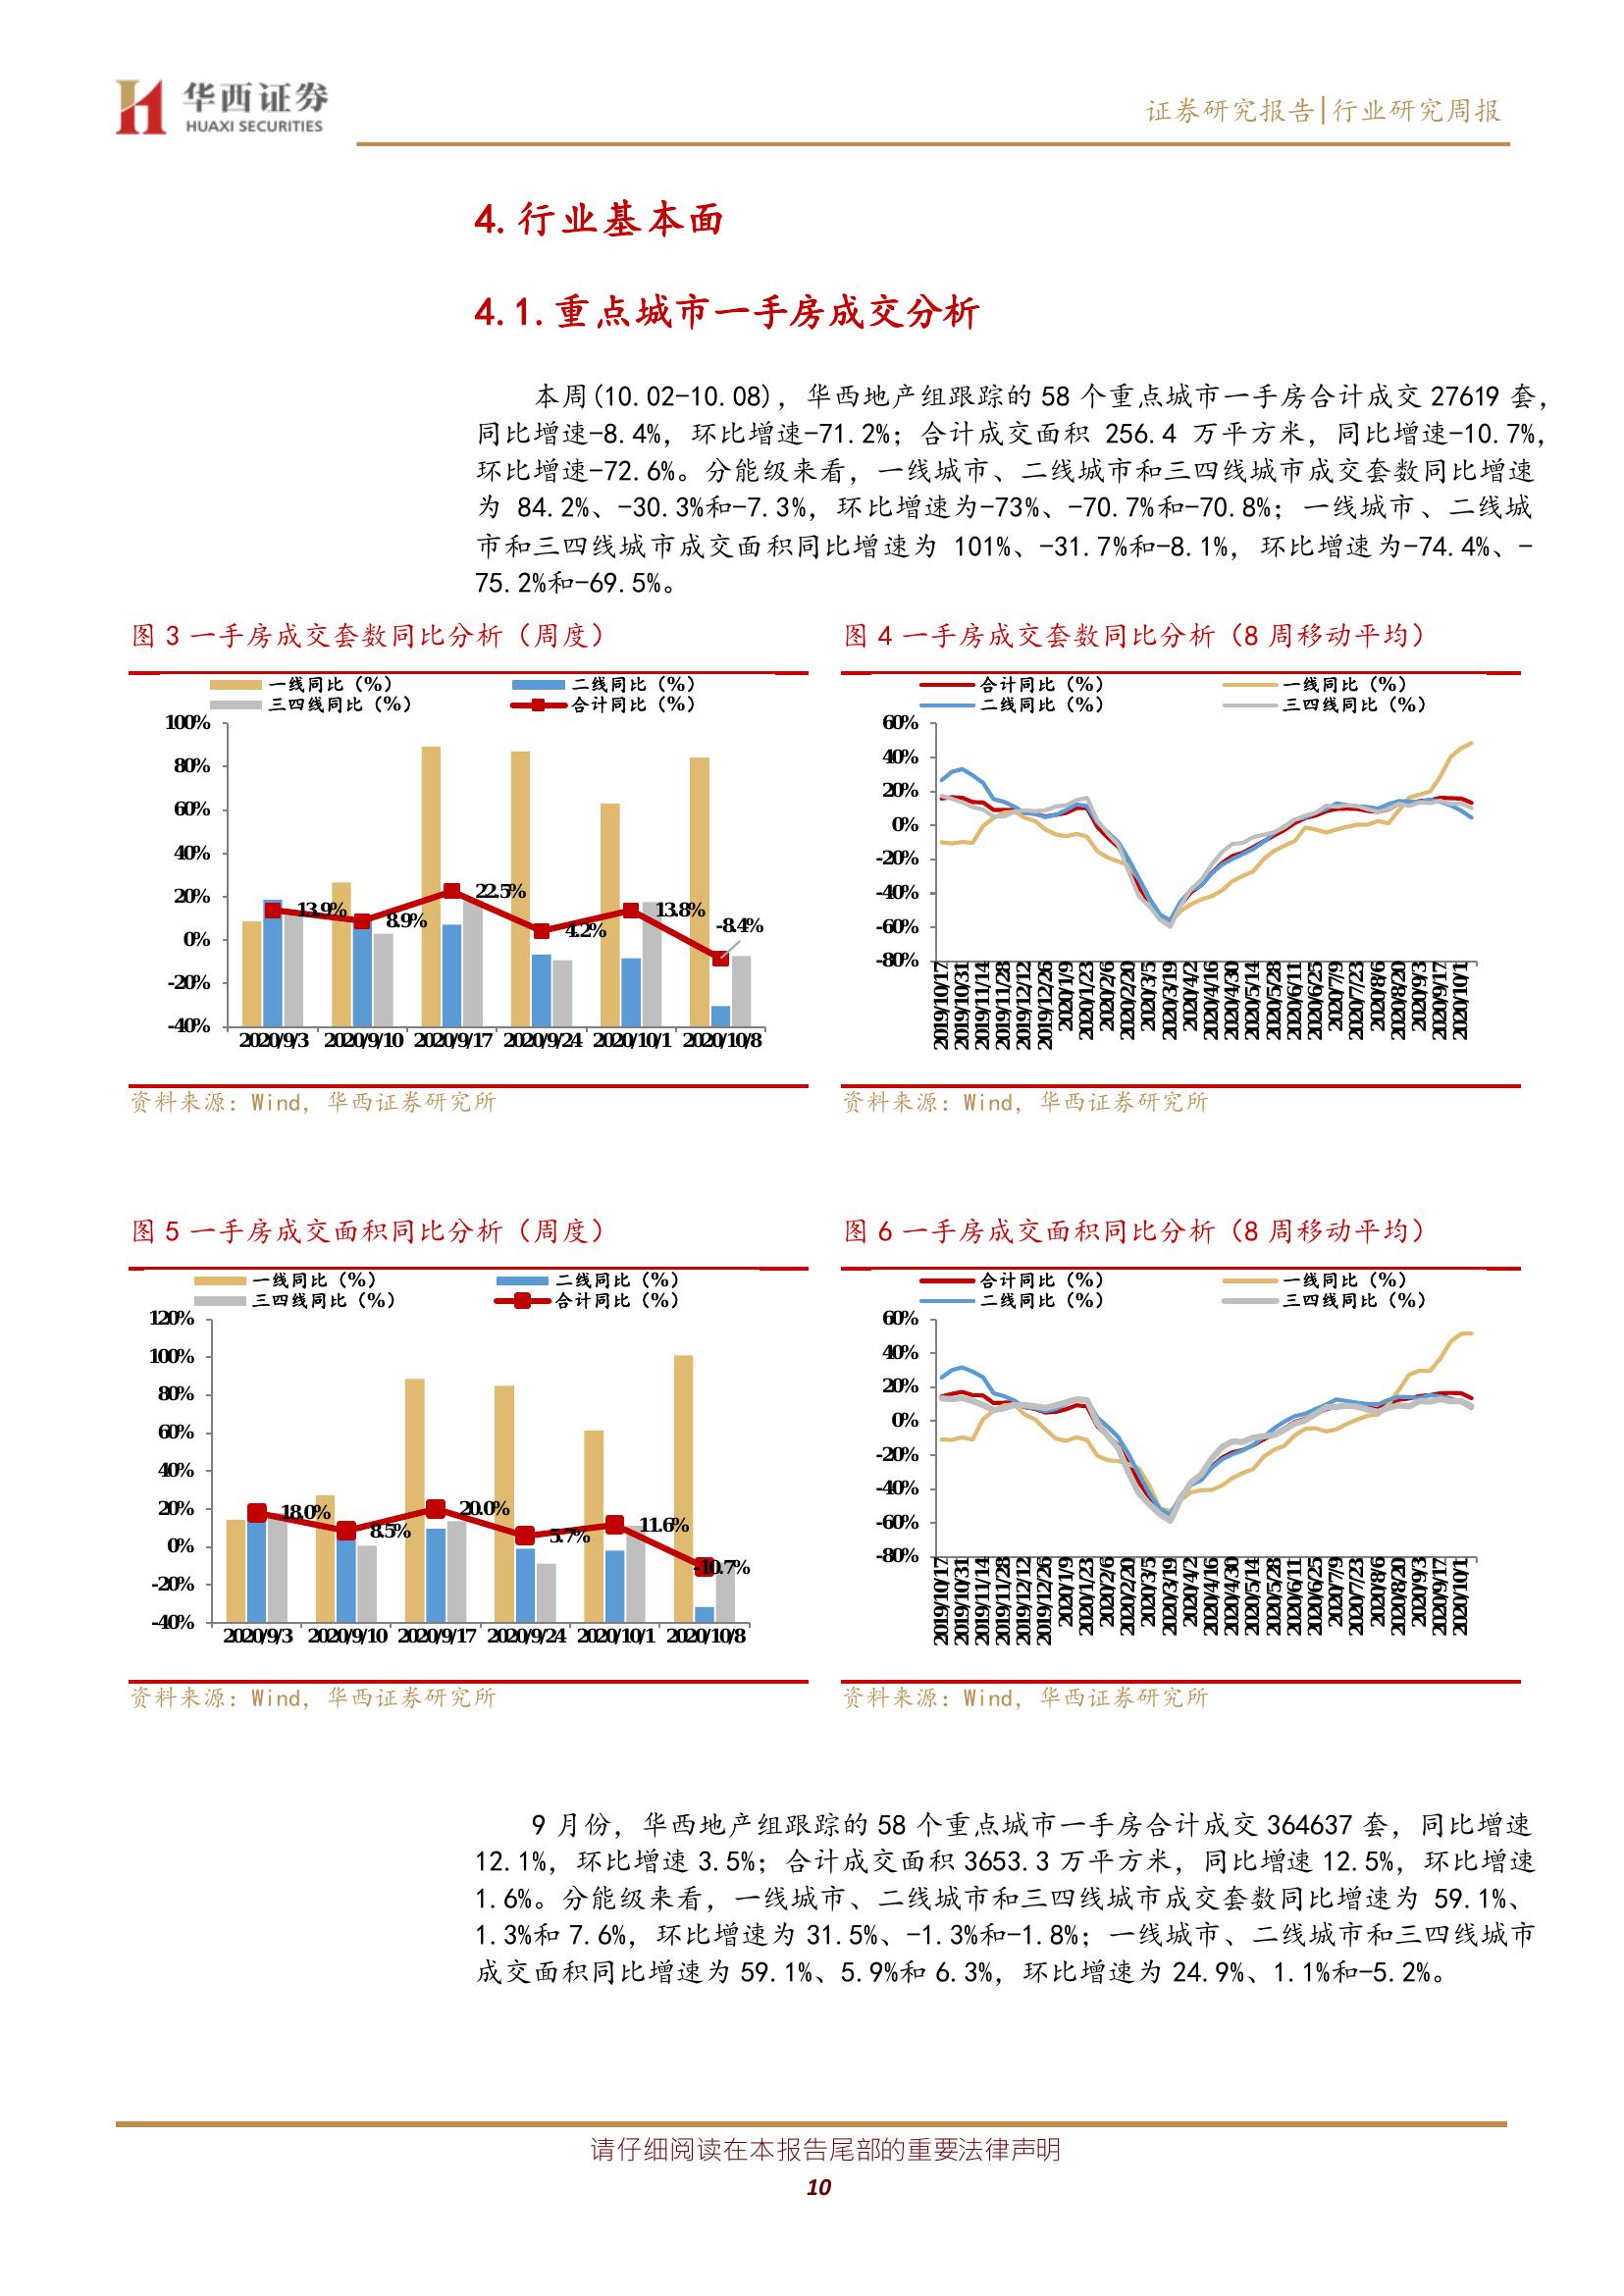 华西证券
HUAXI SECURITIES
证券研究报告|行业研究周报
4.行业基本面
4.1.重点城市一手房成交分析
本周(10.02-10.08)，华西地产组跟踪的 58 个重点城市一手房合计成交 27619 套，
同比增速-8.4%，环比增速-71.2%；合计成交面积 256.4 万平方米，同比增速-10.7%，
环比增速-72.6%。分能级来看，一线城市、二线城市和三四线城市成交套数同比增速
为 84.2%、-30.3%和-7.3%，环比增速为-73%、-70.7%和-70.8%；一线城市、二线城
市和三四线城市成交面积同比增速为 101%、-31.7%和-8.1%，环比增速为-74.4%、-
75.2%和-69.5%。
图 3 一手房成交套数同比分析（周度）
一线同比（%） 二线同比（%）
三四线同比（%） 合计同比（%）
100%
80%
60%
40%
20%
0%
-20%
-40%
13.9% 8.9% 22.5% 4.2% 13.8% -8.4%
2020/9/3 2020/9/10 2020/9/17 2020/9/24 2020/10/1 2020/10/8
资料来源：Wind，华西证券研究所
图 4 一手房成交套数同比分析（8 周移动平均）
合计同比（%） 一线同比（%）
二线同比（%） 三四线同比（%）
60%
40%
20%
0%
-20%
-40%
-60%
-80%
2019/10/17 2019/10/31 2019/11/14 2019/11/28 2019/12/12 2019/12/26 2020/1/9 2020/1/23 2020/2/6 2020/2/20 2020/3/5 2020/3/19 2020/4/2 2020/4/16 2020/4/30 2020/5/14 2020/5/28 2020/6/11 2020/6/25 2020/7/9 2020/7/23 2020/8/6 2020/8/20 2020/9/3 2020/9/17 2020/10/1
资料来源：Wind，华西证券研究所
图 5 一手房成交面积同比分析（周度）
一线同比（%） 二线同比（%）
三四线同比（%） 合计同比（%）
120%
100%
80%
60%
40%
20%
0%
-20%
-40%
18.0% 8.5% 20.0% 5.7% 11.6% -10.7%
2020/9/3 2020/9/10 2020/9/17 2020/9/24 2020/10/1 2020/10/8
资料来源：Wind，华西证券研究所
图 6 一手房成交面积同比分析（8 周移动平均）
合计同比（%） 一线同比（%）
二线同比（%） 三四线同比（%）
60%
40%
20%
0%
-20%
-40%
-60%
-80%
2019/10/17 2019/10/31 2019/11/14 2019/11/28 2019/12/12 2019/12/26 2020/1/9 2020/1/23 2020/2/6 2020/2/20 2020/3/5 2020/3/19 2020/4/2 2020/4/16 2020/4/30 2020/5/14 2020/5/28 2020/6/11 2020/6/25 2020/7/9 2020/7/23 2020/8/6 2020/8/20 2020/9/3 2020/9/17 2020/10/1
资料来源：Wind，华西证券研究所
9 月份，华西地产组跟踪的 58 个重点城市一手房合计成交 364637 套，同比增速
12.1%，环比增速 3.5%；合计成交面积 3653.3 万平方米，同比增速 12.5%，环比增速
1.6%。分能级来看，一线城市、二线城市和三四线城市成交套数同比增速为 59.1%、
1.3%和 7.6%，环比增速为 31.5%、-1.3%和-1.8%；一线城市、二线城市和三四线城市
成交面积同比增速为 59.1%、5.9%和 6.3%，环比增速为 24.9%、1.1%和-5.2%。
请仔细阅读在本报告尾部的重要法律声明
10